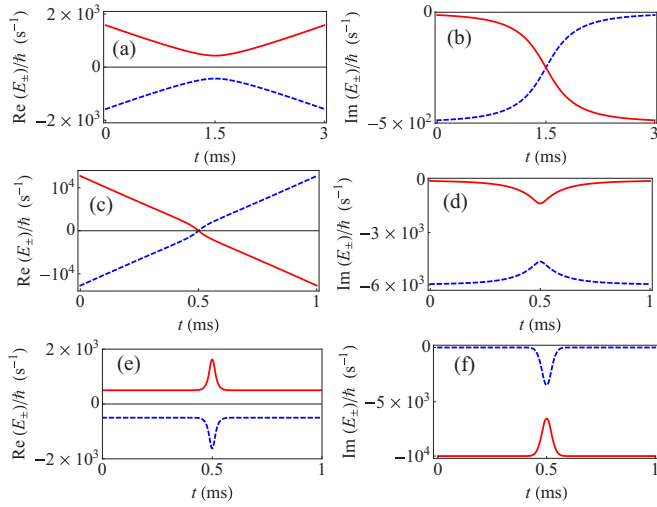 2 × 10³
0
−2 × 10³
Re (E±)/ħ (s⁻¹)
(a)
0
1.5
3
t (ms)
0
−5 × 10²
Im (E±)/ħ (s⁻¹)
(b)
0
1.5
3
t (ms)
10⁴
0
−10⁴
Re (E±)/ħ (s⁻¹)
(c)
0
0.5
1
t (ms)
0
−3 × 10³
−6 × 10³
Im (E±)/ħ (s⁻¹)
(d)
0
0.5
1
t (ms)
2 × 10³
0
−2 × 10³
Re (E±)/ħ (s⁻¹)
(e)
0
0.5
1
t (ms)
0
−5 × 10³
−10⁴
Im (E±)/ħ (s⁻¹)
(f)
0
0.5
1
t (ms)